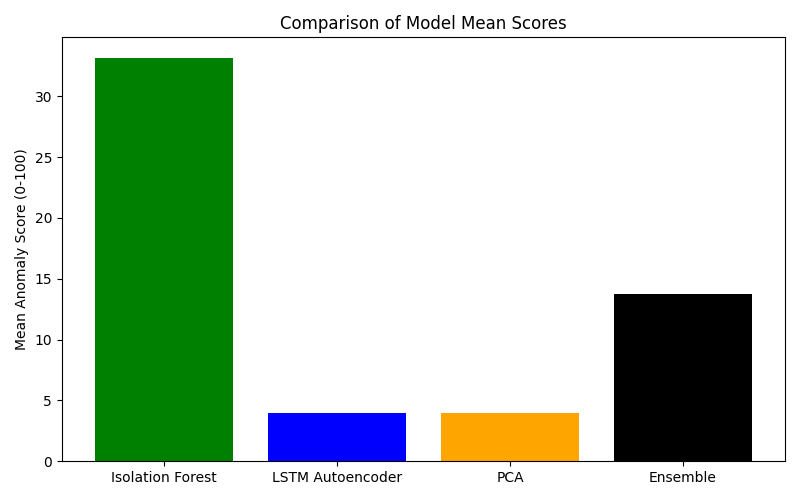 Comparison of Model Mean Scores
Mean Anomaly Score (0-100)
30
25
20
15
10
5
0
Isolation Forest
LSTM Autoencoder
PCA
Ensemble